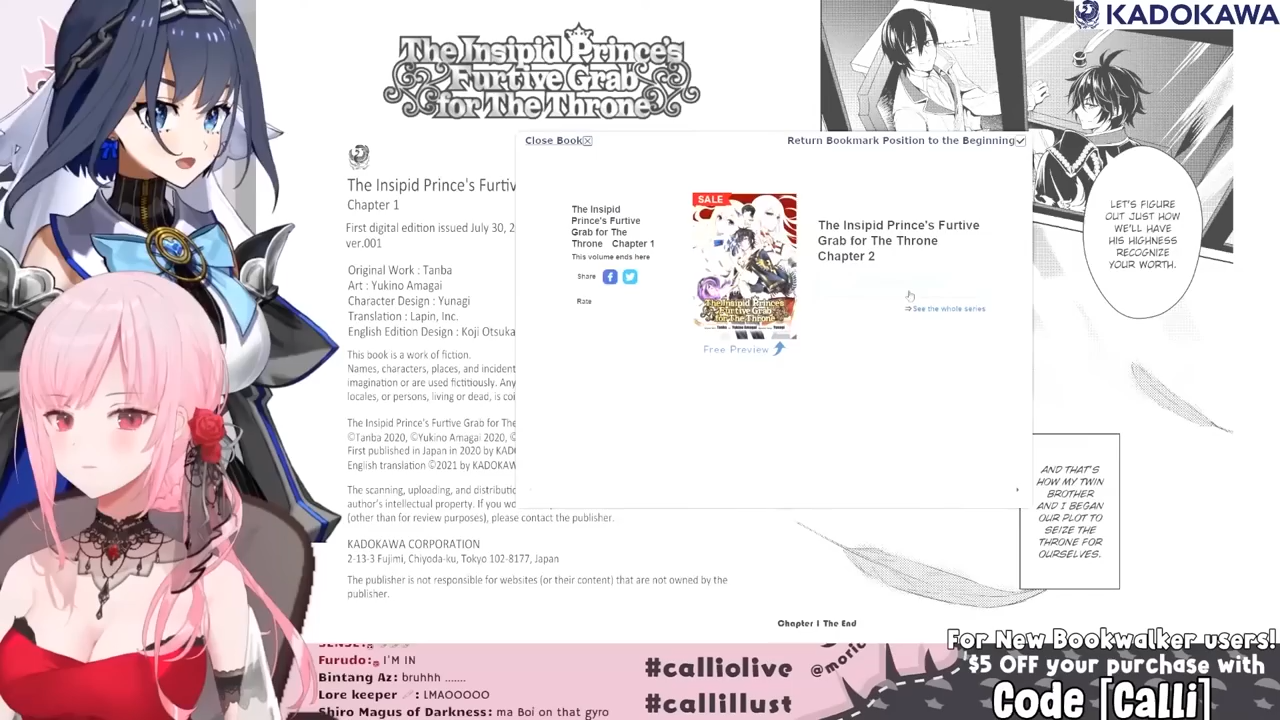 KADOKAWA
The Insipid Prince's
Furtive Grab
for The Throne
The Insipid Prince's Furtiv
Chapter 1
First digital edition issued July 30, 2
ver.001
Original Work : Tanba
Art : Yukino Amagai
Character Design : Yunagi
Translation : Lapin, Inc.
English Edition Design : Koji Otsuka
This book is a work of fiction.
Names, characters, places, and incident
imagination or are used fictitiously. Any
locales, or persons, living or dead, is coi
The Insipid Prince's Furtive Grab for The
©Tanba 2020, ©Yukino Amagai 2020, ©
First published in Japan in 2020 by KADO
English translation ©2021 by KADOKAW
The scanning, uploading, and distributio
author's intellectual property. If you wo
(other than for review purposes), please contact the publisher.
KADOKAWA CORPORATION
2-13-3 Fujimi, Chiyoda-ku, Tokyo 102-8177, Japan
The publisher is not responsible for websites (or their content) that are not owned by the
publisher.
Close Book
Return Bookmark Position to the Beginning
The Insipid
Prince's Furtive
Grab for The
Throne Chapter 1
This volume ends here
Share
Rate
SALE
The Insipid Prince's
Furtive Grab
for The Throne
Free Preview
The Insipid Prince's Furtive
Grab for The Throne
Chapter 2
⇒See the whole series
LET'S FIGURE
OUT JUST HOW
WE'LL HAVE
HIS HIGHNESS
RECOGNIZE
YOUR WORTH.
AND THAT'S
HOW MY TWIN
BROTHER
AND I BEGAN
OUR PLOT TO
SEIZE THE
THRONE FOR
OURSELVES.
Chapter 1 The End
Furudo: I'M IN
Bintang Az: bruhhh .......
Lore keeper: LMAOOOOO
Shiro Magus of Darkness: ma Boi on that gyro
#calliolive
#callillust
For New Bookwalker users!
$5 OFF your purchase with
Code [Calli]